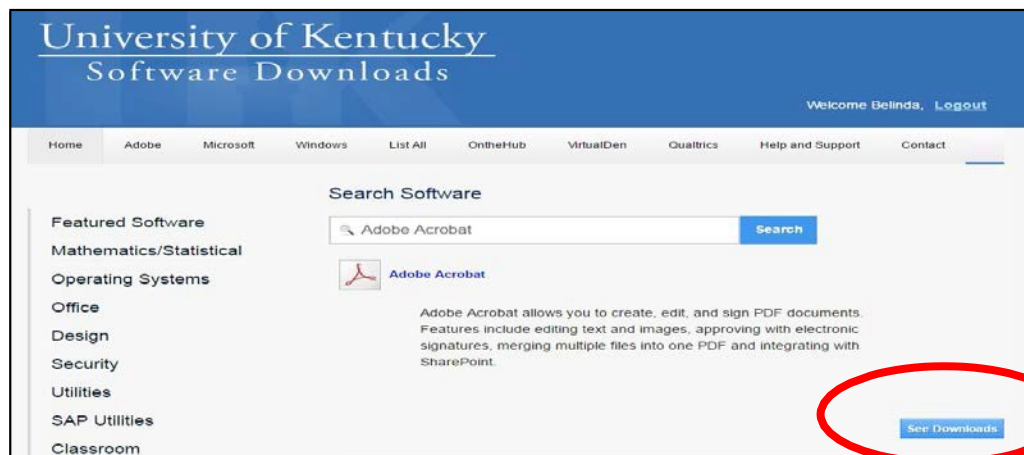 University of Kentucky
Software Downloads
Welcome Belinda, Logout
Home Adobe Microsoft Windows List All OntheHub VirtualDen Qualtrics Help and Support Contact
Search Software
Featured Software
Mathematics/Statistical
Operating Systems
Office
Design
Security
Utilities
SAP Utilities
Classroom
Adobe Acrobat Search
Adobe Acrobat
Adobe Acrobat allows you to create, edit, and sign PDF documents.
Features include editing text and images, approving with electronic
signatures, merging multiple files into one PDF and integrating with
SharePoint.
See Downloads